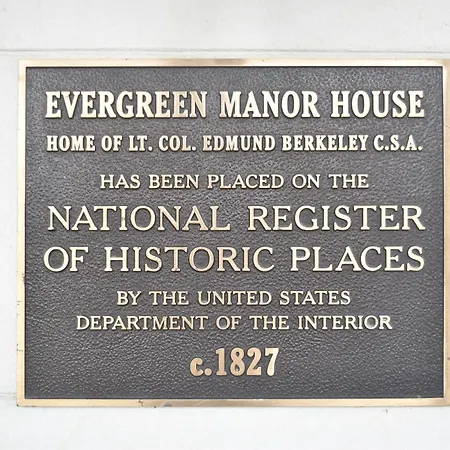 EVERGREEN MANOR HOUSE
HOME OF LT. COL. EDMUND BERKELEY C.S.A.
HAS BEEN PLACED ON THE
NATIONAL REGISTER
OF HISTORIC PLACES
BY THE UNITED STATES
DEPARTMENT OF THE INTERIOR
c.1827